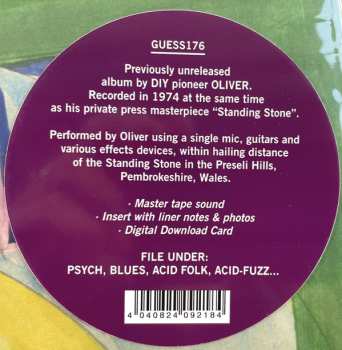 GUESS176
Previously unreleased
album by DIY pioneer OLIVER.
Recorded in 1974 at the same time
as his private press masterpiece “Standing Stone”.
Performed by Oliver using a single mic, guitars and
various effects devices, within hailing distance
of the Standing Stone in the Preseli Hills,
Pembrokeshire, Wales.
· Master tape sound
· Insert with liner notes & photos
· Digital Download Card
FILE UNDER:
PSYCH, BLUES, ACID FOLK, ACID-FUZZ...
4 040824 092184